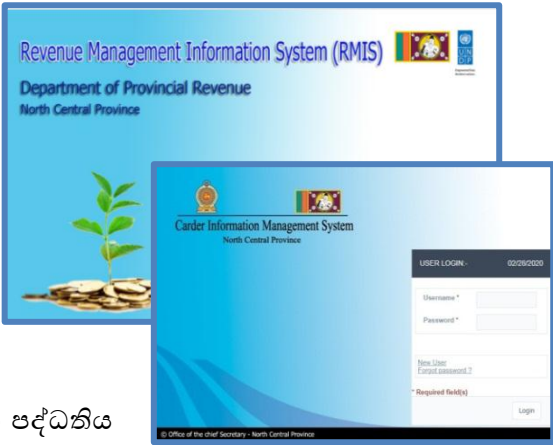 Revenue Management Information System (RMIS)
Department of Provincial Revenue
North Central Province
U N
D P
Carder Information Management System
North Central Province
USER LOGIN:- 02/26/2020
Username *
Password *
New User
Forgot password ?
* Required field(s)
Login
© Office of the chief Secretary - North Central Province
පද්ධතිය